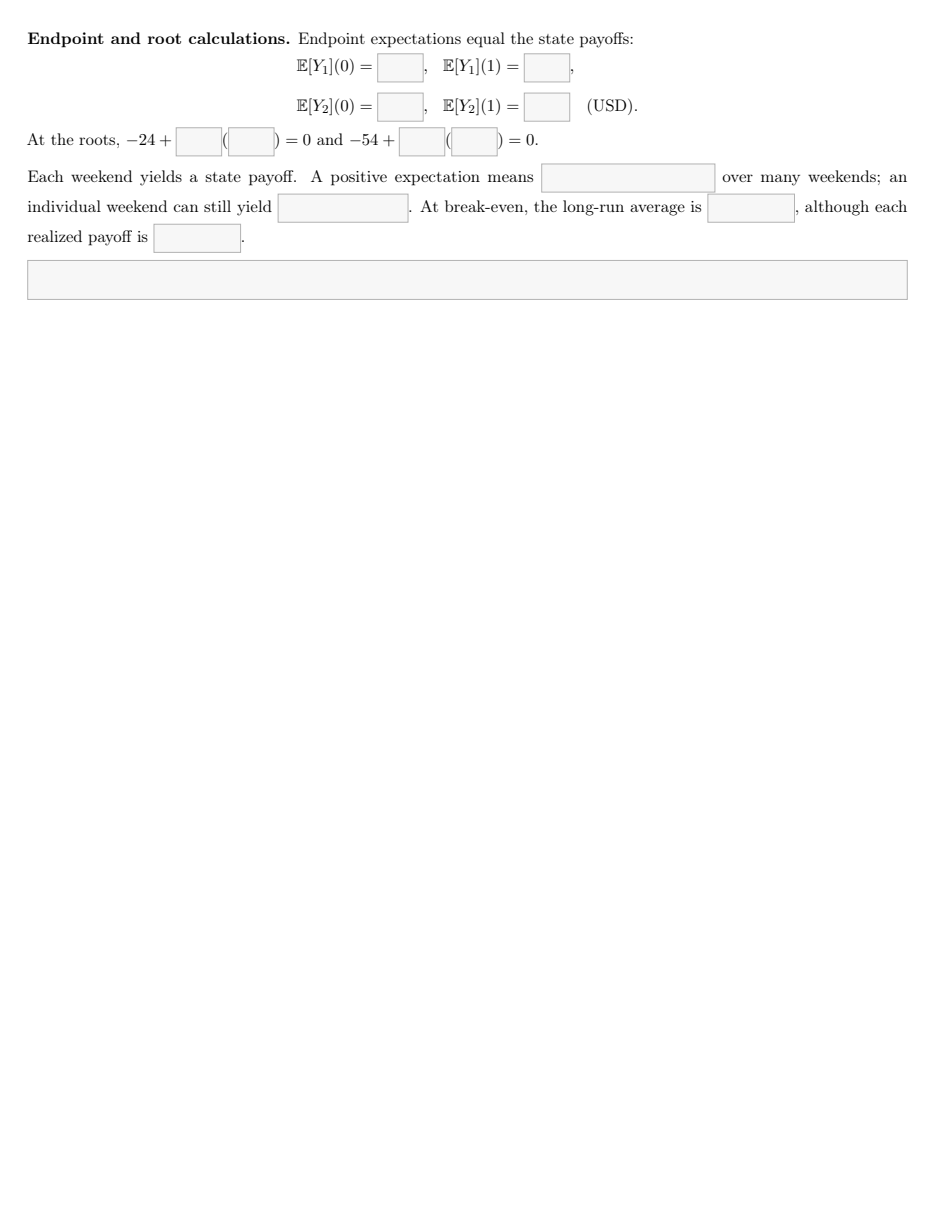 Endpoint and root calculations. Endpoint expectations equal the state payoffs:
𝔼[Y₁](0) = , 𝔼[Y₁](1) = ,
𝔼[Y₂](0) = , 𝔼[Y₂](1) = (USD).
At the roots, −24 + ( ) = 0 and −54 + ( ) = 0.
Each weekend yields a state payoff. A positive expectation means over many weekends; an
individual weekend can still yield . At break-even, the long-run average is , although each
realized payoff is .